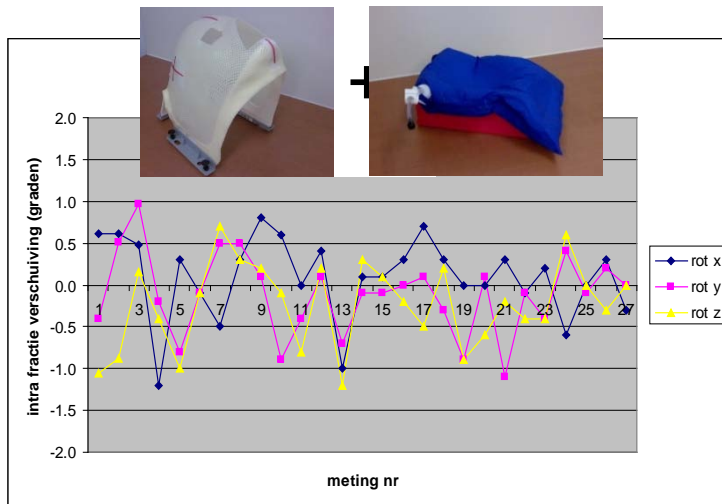 +
2.0
1.5
1.0
0.5
0.0
-0.5
-1.0
-1.5
-2.0
intra fractie verschuiving (graden)
1 3 5 7 9 11 13 15 17 19 21 23 25 27
meting nr
rot x
rot y
rot z